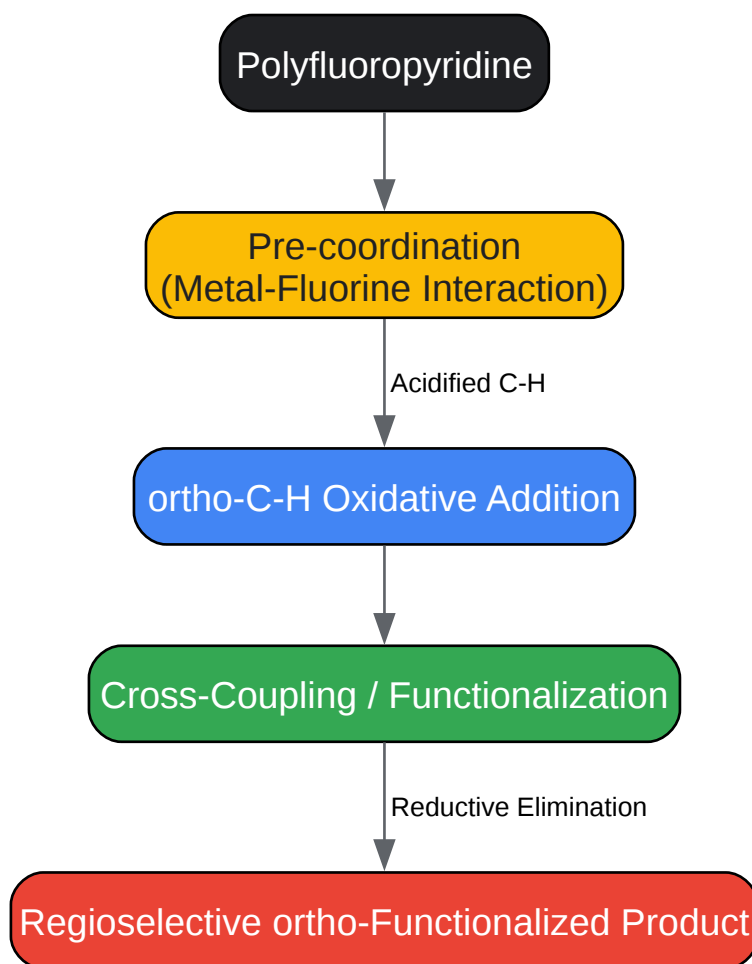 Polyfluoropyridine
Pre-coordination
(Metal-Fluorine Interaction)
Acidified C-H
ortho-C-H Oxidative Addition
Cross-Coupling / Functionalization
Reductive Elimination
Regioselective ortho-Functionalized Product